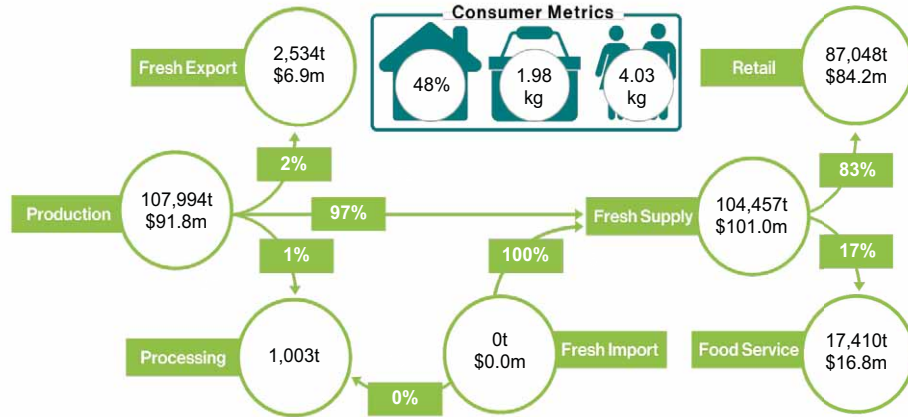 Consumer Metrics
48%
1.98
kg
4.03
kg
Fresh Export
2,534t
$6.9m
Retail
87,048t
$84.2m
2%
83%
Production
107,994t
$91.8m
97%
Fresh Supply
104,457t
$101.0m
1%
100%
17%
Processing
1,003t
0t
$0.0m
Fresh Import
Food Service
17,410t
$16.8m
0%